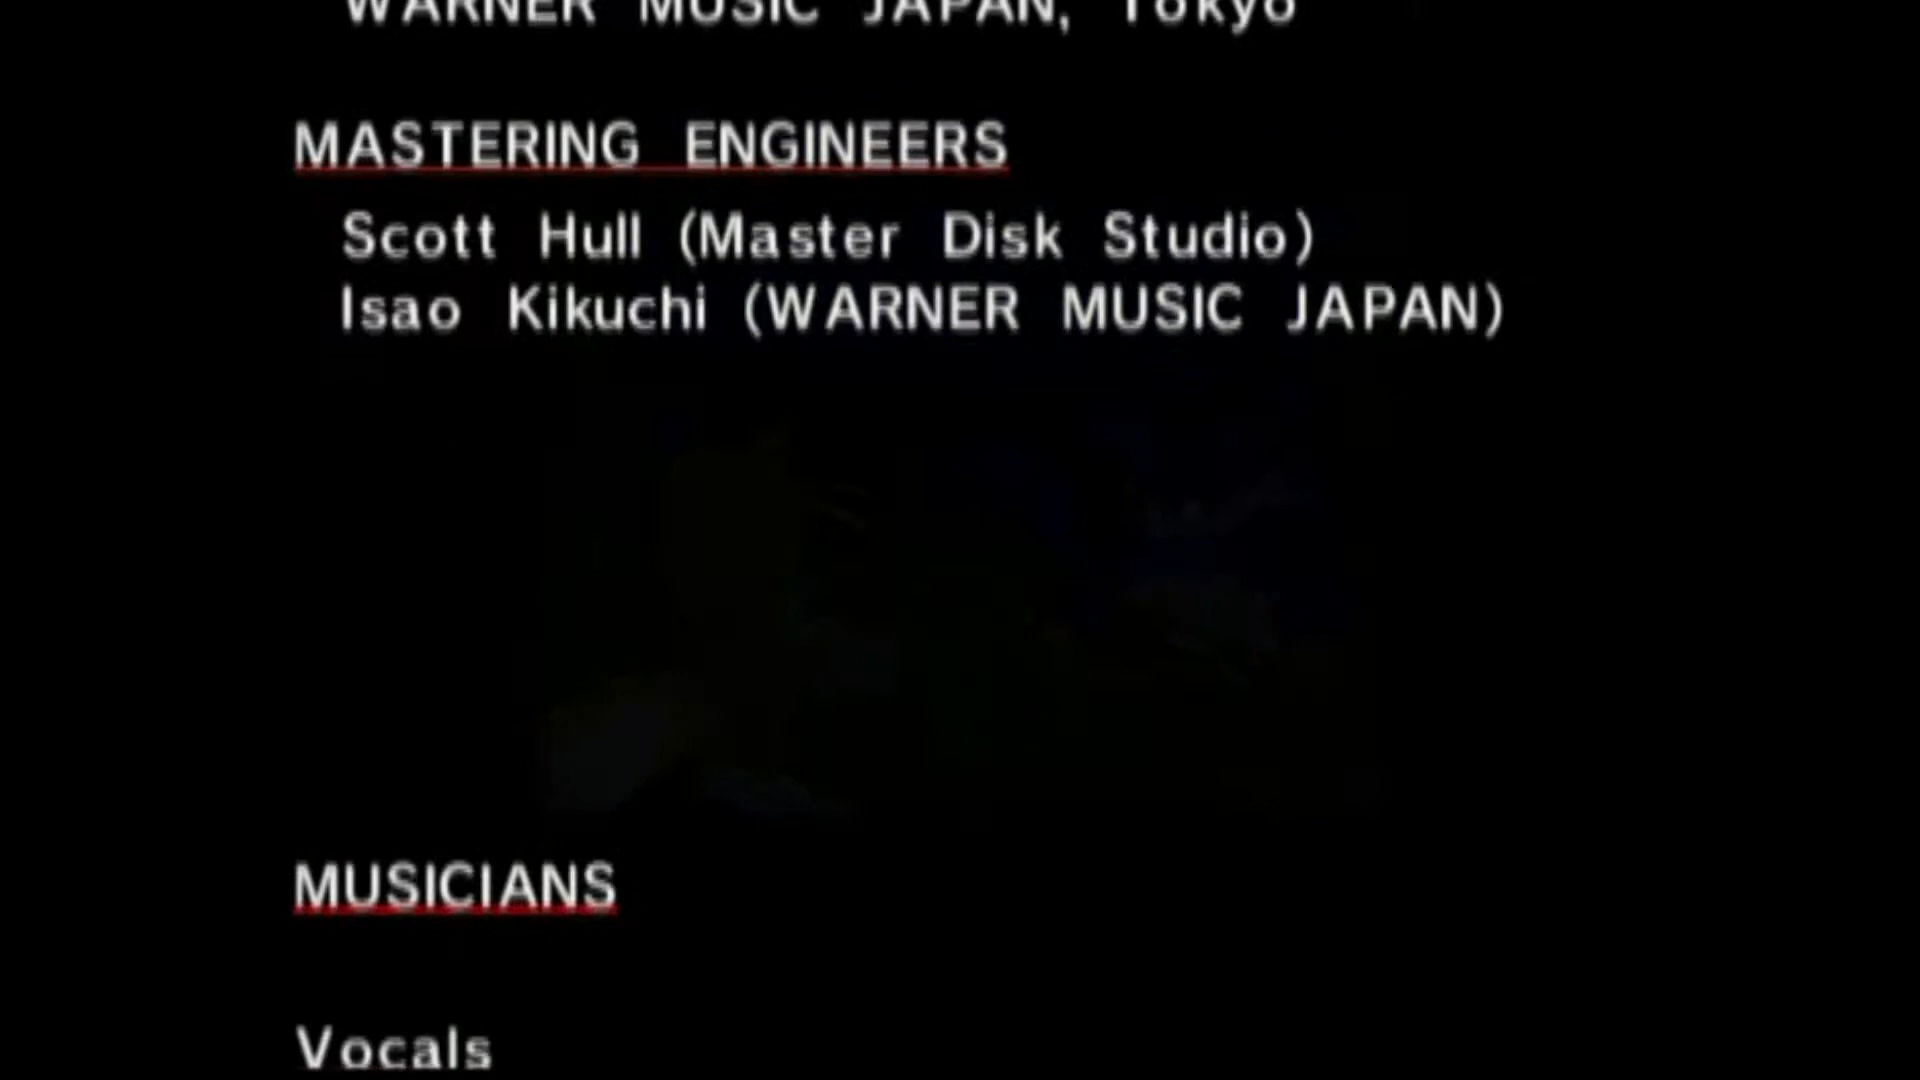 WARNER MUSIC JAPAN, Tokyo
MASTERING ENGINEERS
Scott Hull (Master Disk Studio)
Isao Kikuchi (WARNER MUSIC JAPAN)
MUSICIANS
Vocals